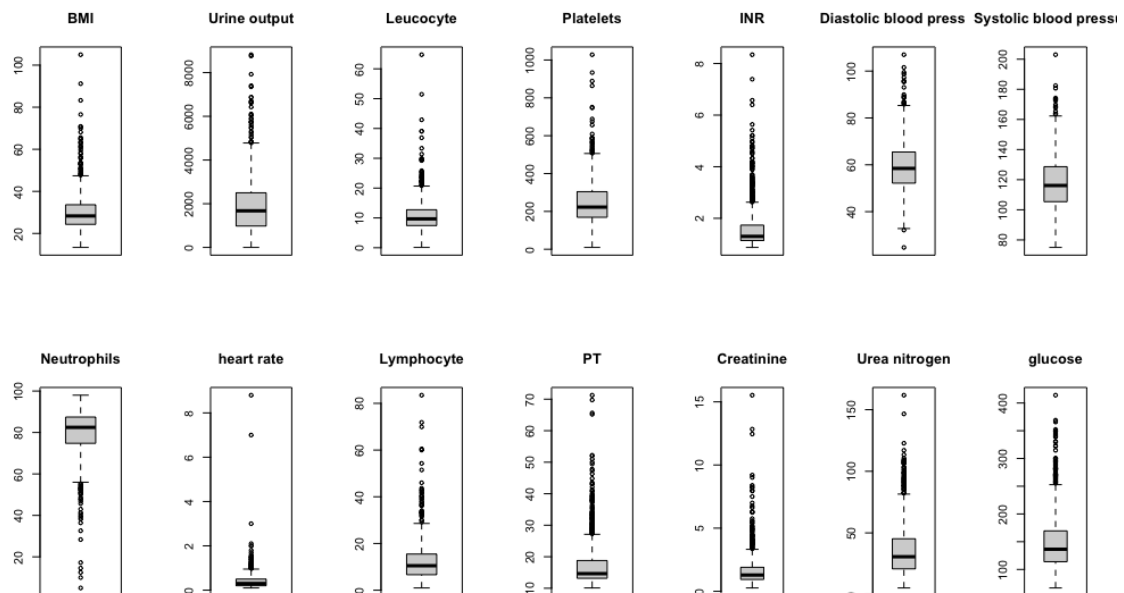 BMI Urine output Leucocyte Platelets INR Diastolic blood press Systolic blood press
20 40 60 80 100
0 2000 4000 6000 8000
0 10 20 30 40 50 60
0 200 400 600 800 1000
2 4 6 8
40 60 80 100
80 100 120 140 160 180 200
Neutrophils heart rate Lymphocyte PT Creatinine Urea nitrogen glucose
20 40 60 80 100
0 2 4 6 8
0 20 40 60 80
10 20 30 40 50 60 70
0 5 10 15
0 50 100 150
100 200 300 400